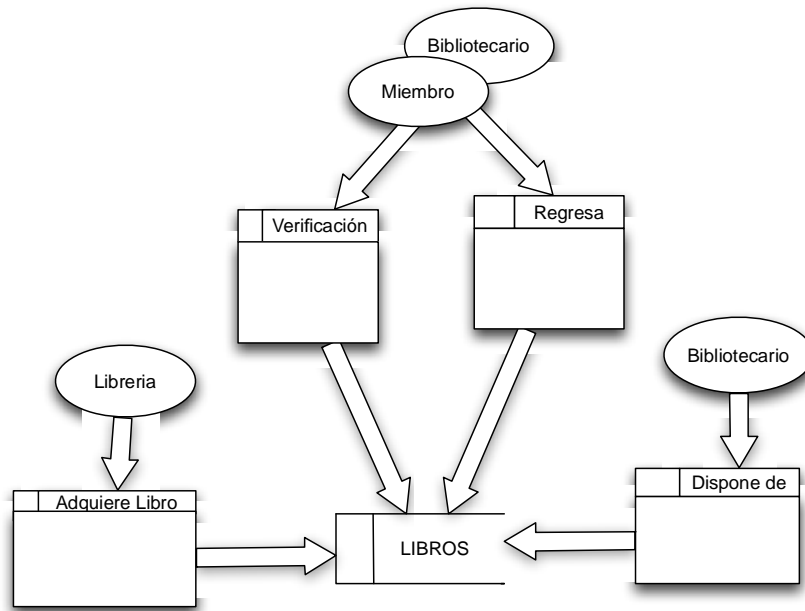 Bibliotecario
Miembro
Verificación
Regresa
Libreria
Bibliotecario
Adquiere Libro
Dispone de
LIBROS